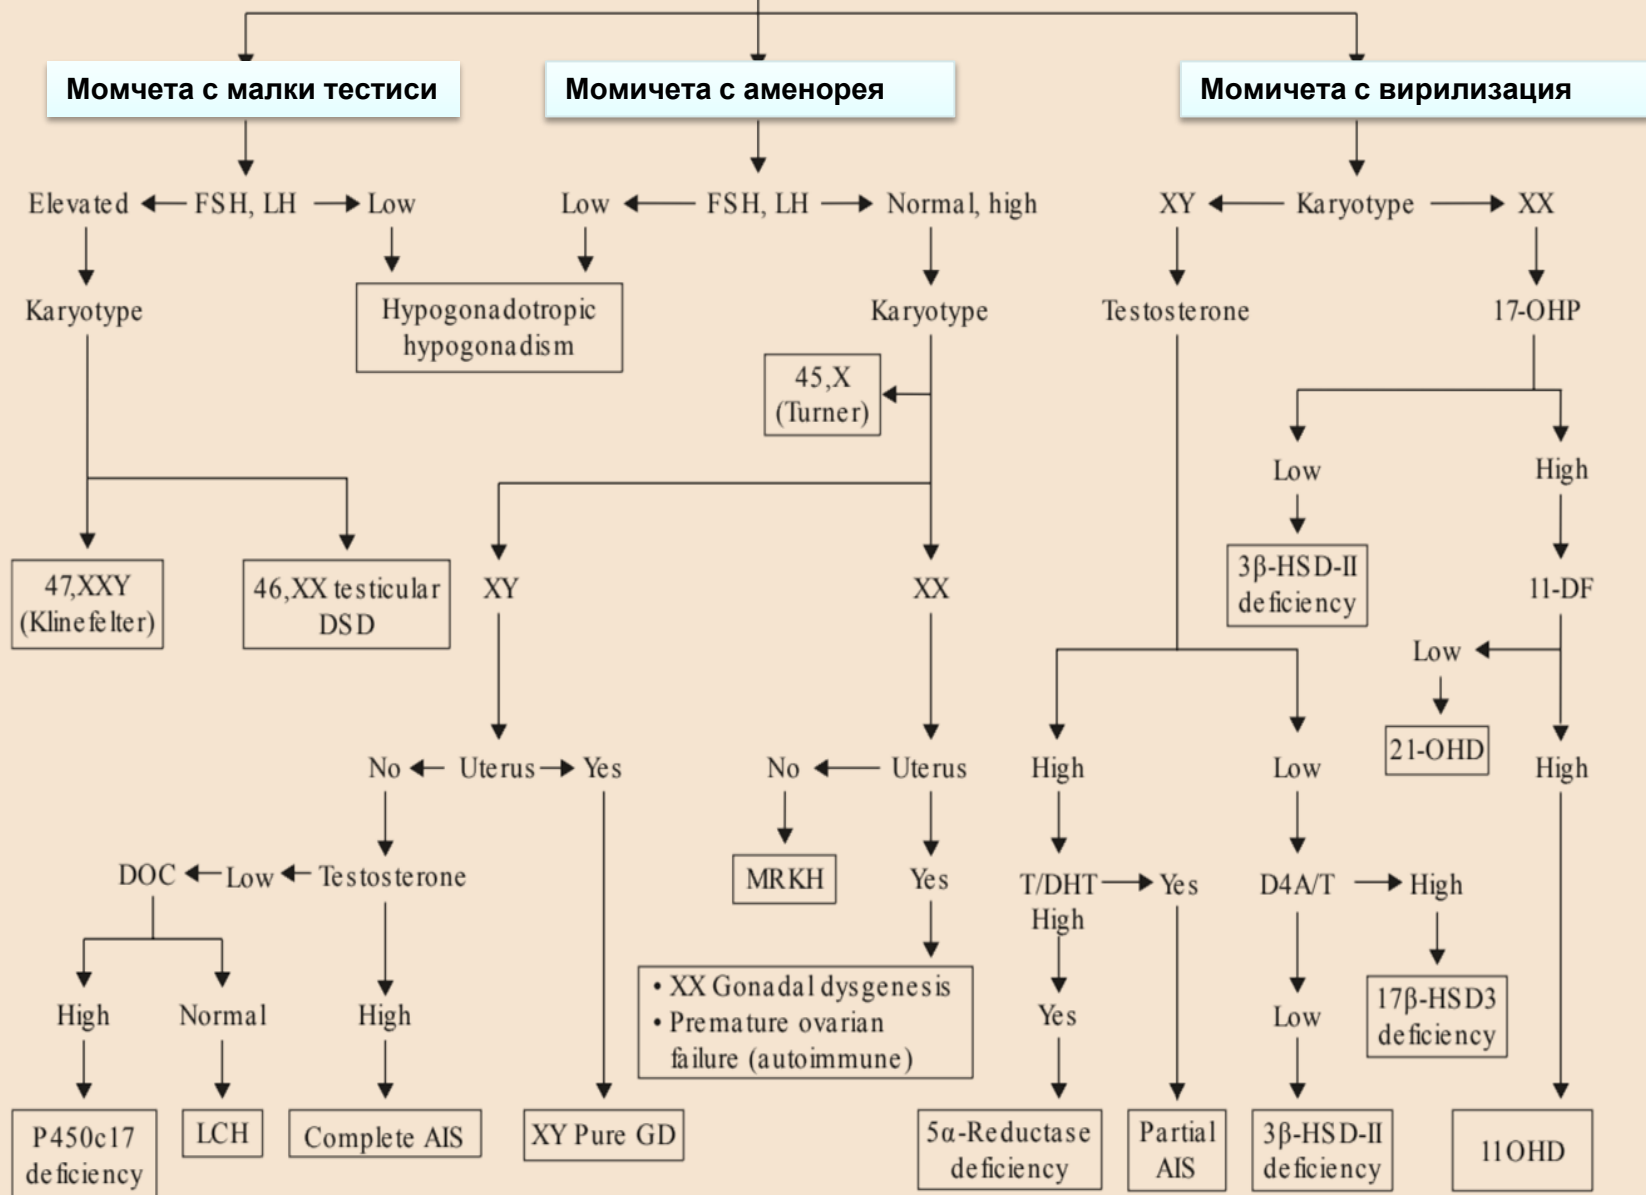 Момчета с малки тестиси
Момичета с аменорея
Момичета с вирилизация
Elevated
FSH, LH
Low
Low
FSH, LH
Normal, high
XY
Karyotype
XX
Karyotype
Hypogonadotropic
hypogonadism
Karyotype
Testosterone
17-OHP
45,X
(Turner)
Low
High
47,XXY
(Klinefelter)
46,XX testicular
DSD
XY
XX
3β-HSD-II
deficiency
11-DF
Low
21-OHD
No
Uterus
Yes
No
Uterus
High
Low
High
DOC
Low
Testosterone
MRKH
Yes
T/DHT
High
Yes
D4A/T
High
High
Normal
High
• XX Gonadal dysgenesis
• Premature ovarian
failure (autoimmune)
Yes
Low
17β-HSD3
deficiency
P450c17
deficiency
LCH
Complete AIS
XY Pure GD
5α-Reductase
deficiency
Partial
AIS
3β-HSD-II
deficiency
11OHD